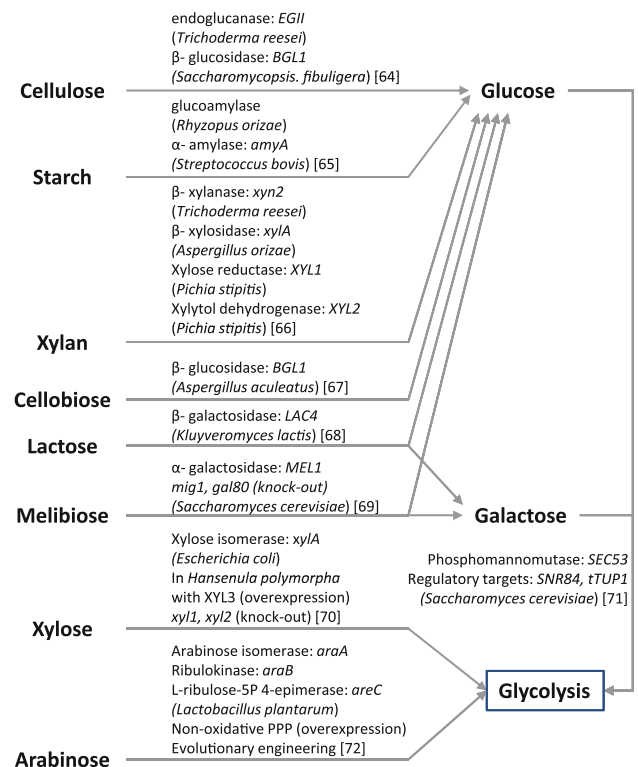 endoglucanase: EGII
(Trichoderma reesei)
β- glucosidase: BGL1
(Saccharomycopsis. fibuligera) [64]
Cellulose
Glucose
glucoamylase
(Rhyzopus orizae)
α- amylase: amyA
(Streptococcus bovis) [65]
Starch
β- xylanase: xyn2
(Trichoderma reesei)
β- xylosidase: xylA
(Aspergillus orizae)
Xylose reductase: XYL1
(Pichia stipitis)
Xylytol dehydrogenase: XYL2
(Pichia stipitis) [66]
Xylan
β- glucosidase: BGL1
(Aspergillus aculeatus) [67]
Cellobiose
β- galactosidase: LAC4
(Kluyveromyces lactis) [68]
Lactose
α- galactosidase: MEL1
mig1, gal80 (knock-out)
(Saccharomyces cerevisiae) [69]
Melibiose
Galactose
Phosphomannomutase: SEC53
Regulatory targets: SNR84, tTUP1
(Saccharomyces cerevisiae) [71]
Xylose isomerase: xylA
(Escherichia coli)
In Hansenula polymorpha
with XYL3 (overexpression)
xyl1, xyl2 (knock-out) [70]
Xylose
Arabinose isomerase: araA
Ribulokinase: araB
L-ribulose-5P 4-epimerase: areC
(Lactobacillus plantarum)
Non-oxidative PPP (overexpression)
Evolutionary engineering [72]
Arabinose
Glycolysis